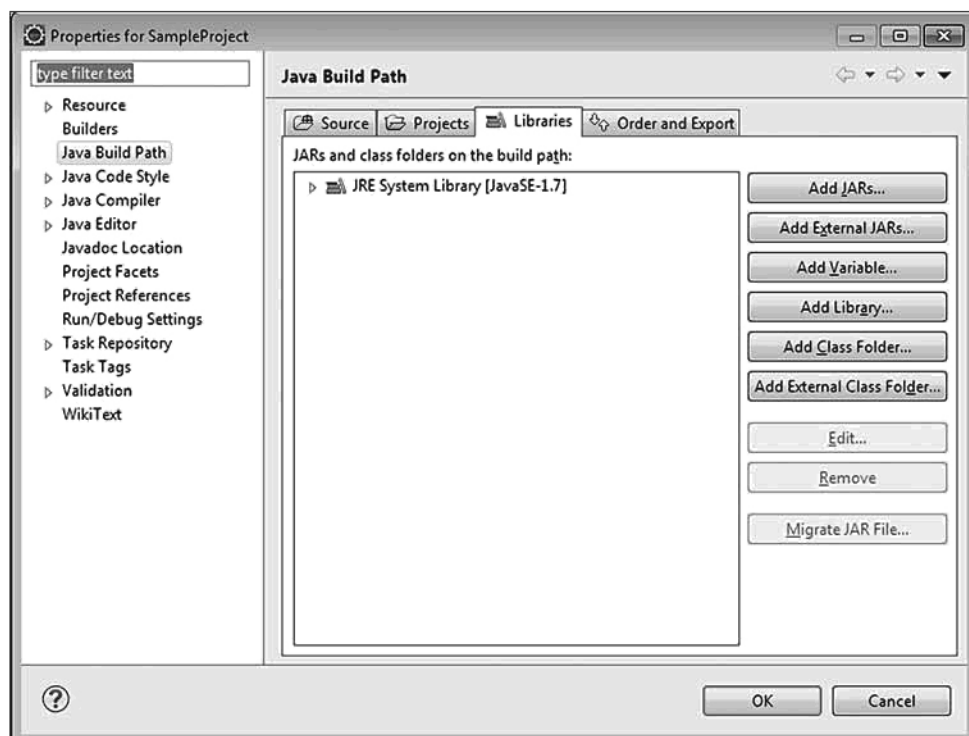 Properties for SampleProject
type filter text
Resource
Builders
Java Build Path
Java Code Style
Java Compiler
Java Editor
Javadoc Location
Project Facets
Project References
Run/Debug Settings
Task Repository
Task Tags
Validation
WikiText
Java Build Path
Source Projects Libraries Order and Export
JARs and class folders on the build path:
JRE System Library [JavaSE-1.7]
Add JARs...
Add External JARs...
Add Variable...
Add Library...
Add Class Folder...
Add External Class Folder...
Edit...
Remove
Migrate JAR File...
?
OK
Cancel